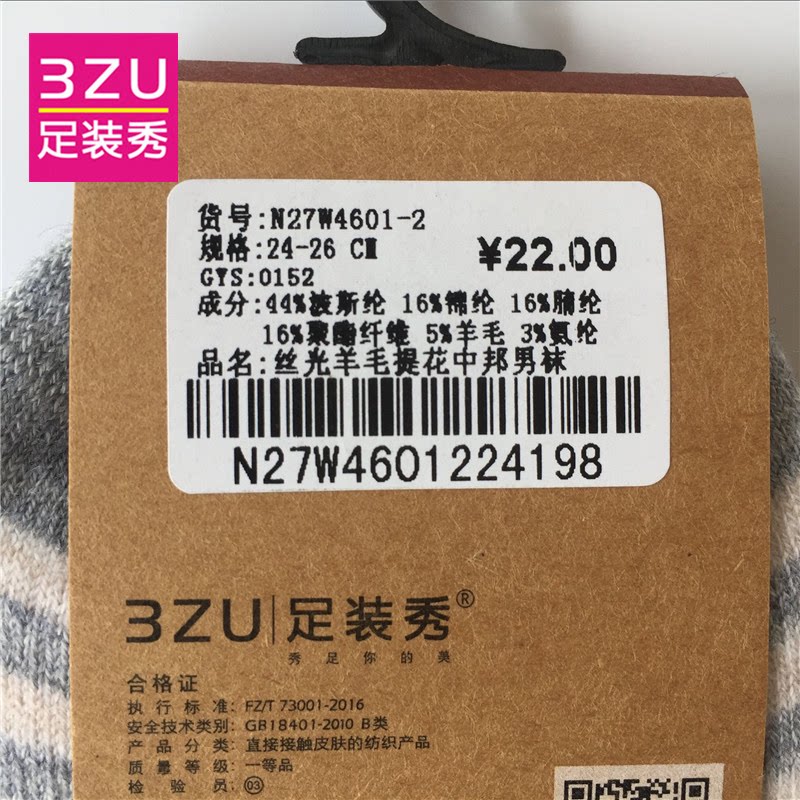 3ZU
足装秀
货号:N27W4601-2
规格:24-26 CM
¥22.00
GYS:0152
成分:44%波斯纶 16%锦纶 16%腈纶
16%聚酯纤维 5%羊毛 3%氨纶
品名:丝光羊毛提花中邦男袜
N27W4601224198
3ZU 足装秀®
秀足你的美
合格证
执行标准: FZ/T 73001-2016
安全技术类别: GB18401-2010 B类
产品分类: 直接接触皮肤的纺织产品
质量等级: 一等品
检验员: 03